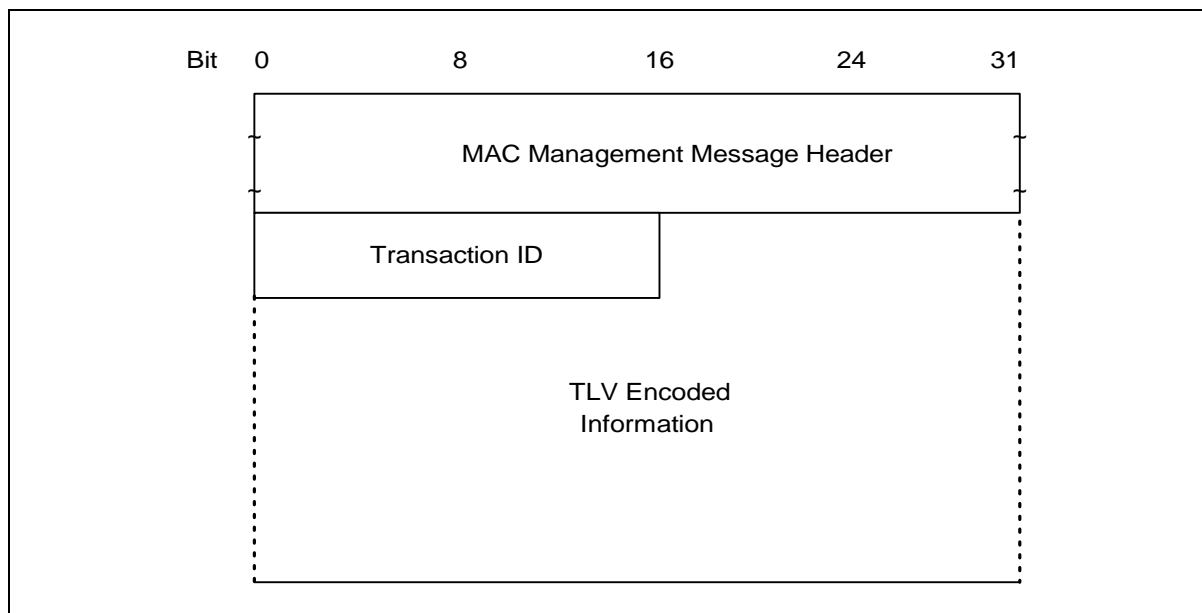 Bit 0 8 16 24 31
MAC Management Message Header
Transaction ID
TLV Encoded
Information